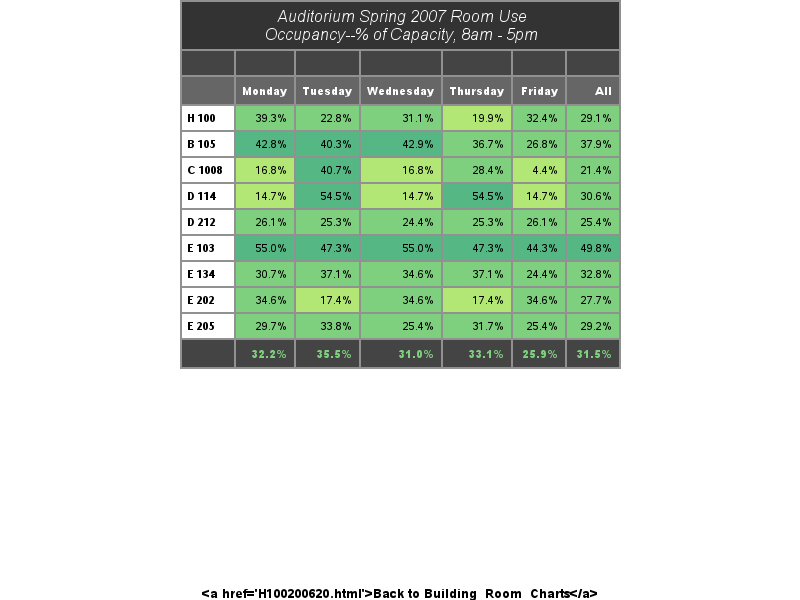 Auditorium Spring 2007 Room Use
Occupancy--% of Capacity, 8am - 5pm
Monday Tuesday Wednesday Thursday Friday All
H 100 39.3% 22.8% 31.1% 19.9% 32.4% 29.1%
B 105 42.8% 40.3% 42.9% 36.7% 26.8% 37.9%
C 1008 16.8% 40.7% 16.8% 28.4% 4.4% 21.4%
D 114 14.7% 54.5% 14.7% 54.5% 14.7% 30.6%
D 212 26.1% 25.3% 24.4% 25.3% 26.1% 25.4%
E 103 55.0% 47.3% 55.0% 47.3% 44.3% 49.8%
E 134 30.7% 37.1% 34.6% 37.1% 24.4% 32.8%
E 202 34.6% 17.4% 34.6% 17.4% 34.6% 27.7%
E 205 29.7% 33.8% 25.4% 31.7% 25.4% 29.2%
32.2% 35.5% 31.0% 33.1% 25.9% 31.5%
<a href='H100200620.html'>Back to Building_Room_Charts</a>